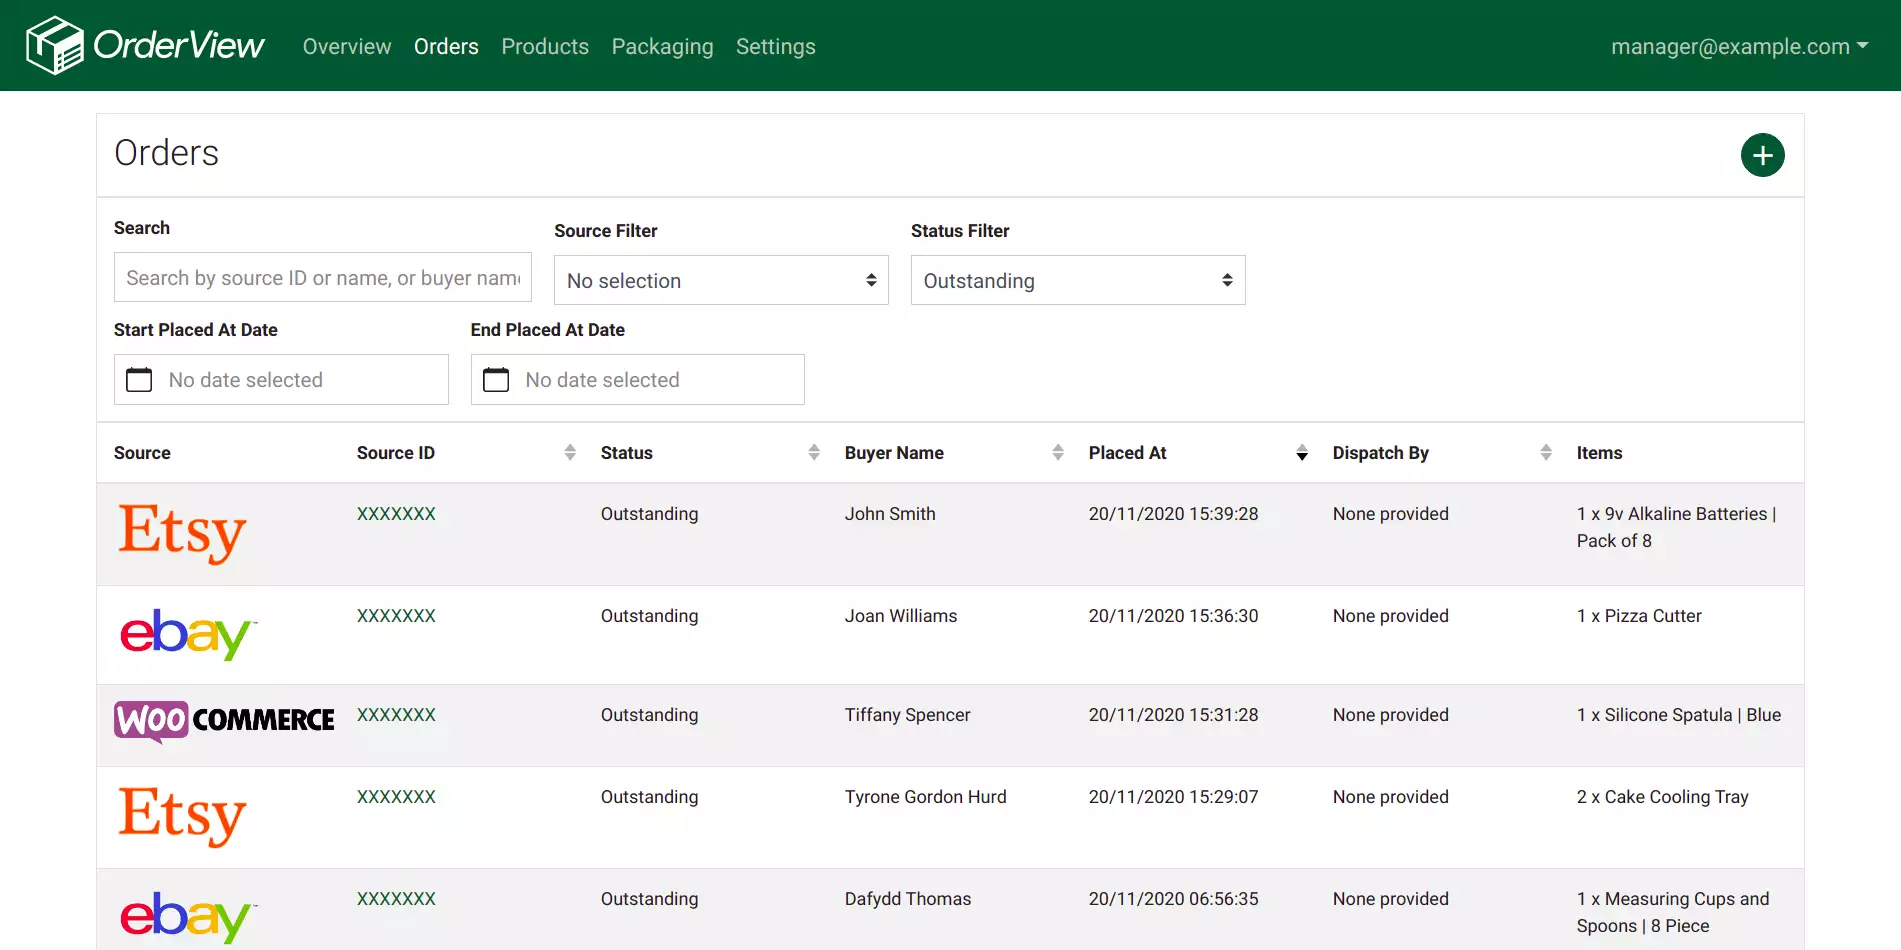 OrderView Overview Orders Products Packaging Settings manager@example.com
Orders
Search Source Filter Status Filter
Search by source ID or name, or buyer nam No selection Outstanding
Start Placed At Date End Placed At Date
No date selected No date selected
Source Source ID Status Buyer Name Placed At Dispatch By Items
Etsy XXXXXXX Outstanding John Smith 20/11/2020 15:39:28 None provided 1 x 9v Alkaline Batteries |
Pack of 8
ebay XXXXXXX Outstanding Joan Williams 20/11/2020 15:36:30 None provided 1 x Pizza Cutter
WOO COMMERCE XXXXXXX Outstanding Tiffany Spencer 20/11/2020 15:31:28 None provided 1 x Silicone Spatula | Blue
Etsy XXXXXXX Outstanding Tyrone Gordon Hurd 20/11/2020 15:29:07 None provided 2 x Cake Cooling Tray
ebay XXXXXXX Outstanding Dafydd Thomas 20/11/2020 06:56:35 None provided 1 x Measuring Cups and
Spoons | 8 Piece